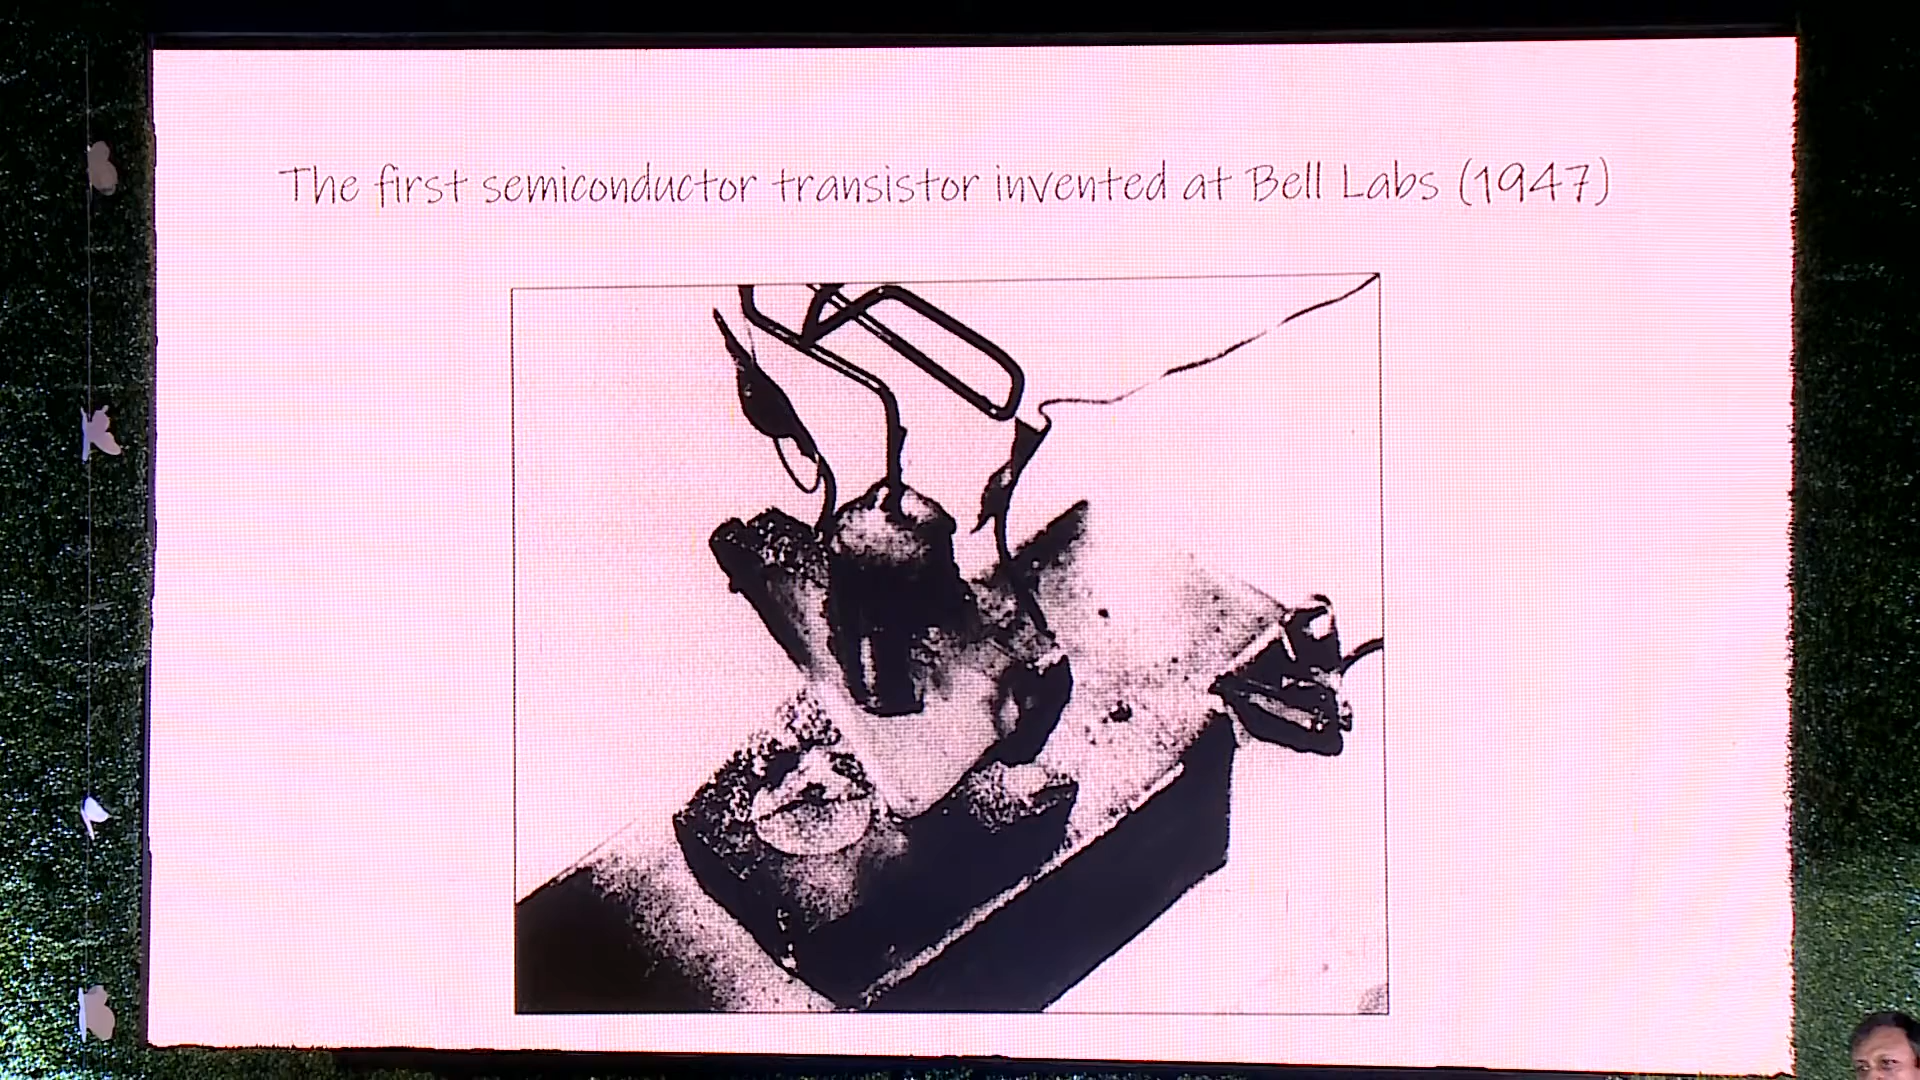 The first semiconductor transistor invented at Bell Labs (1947)